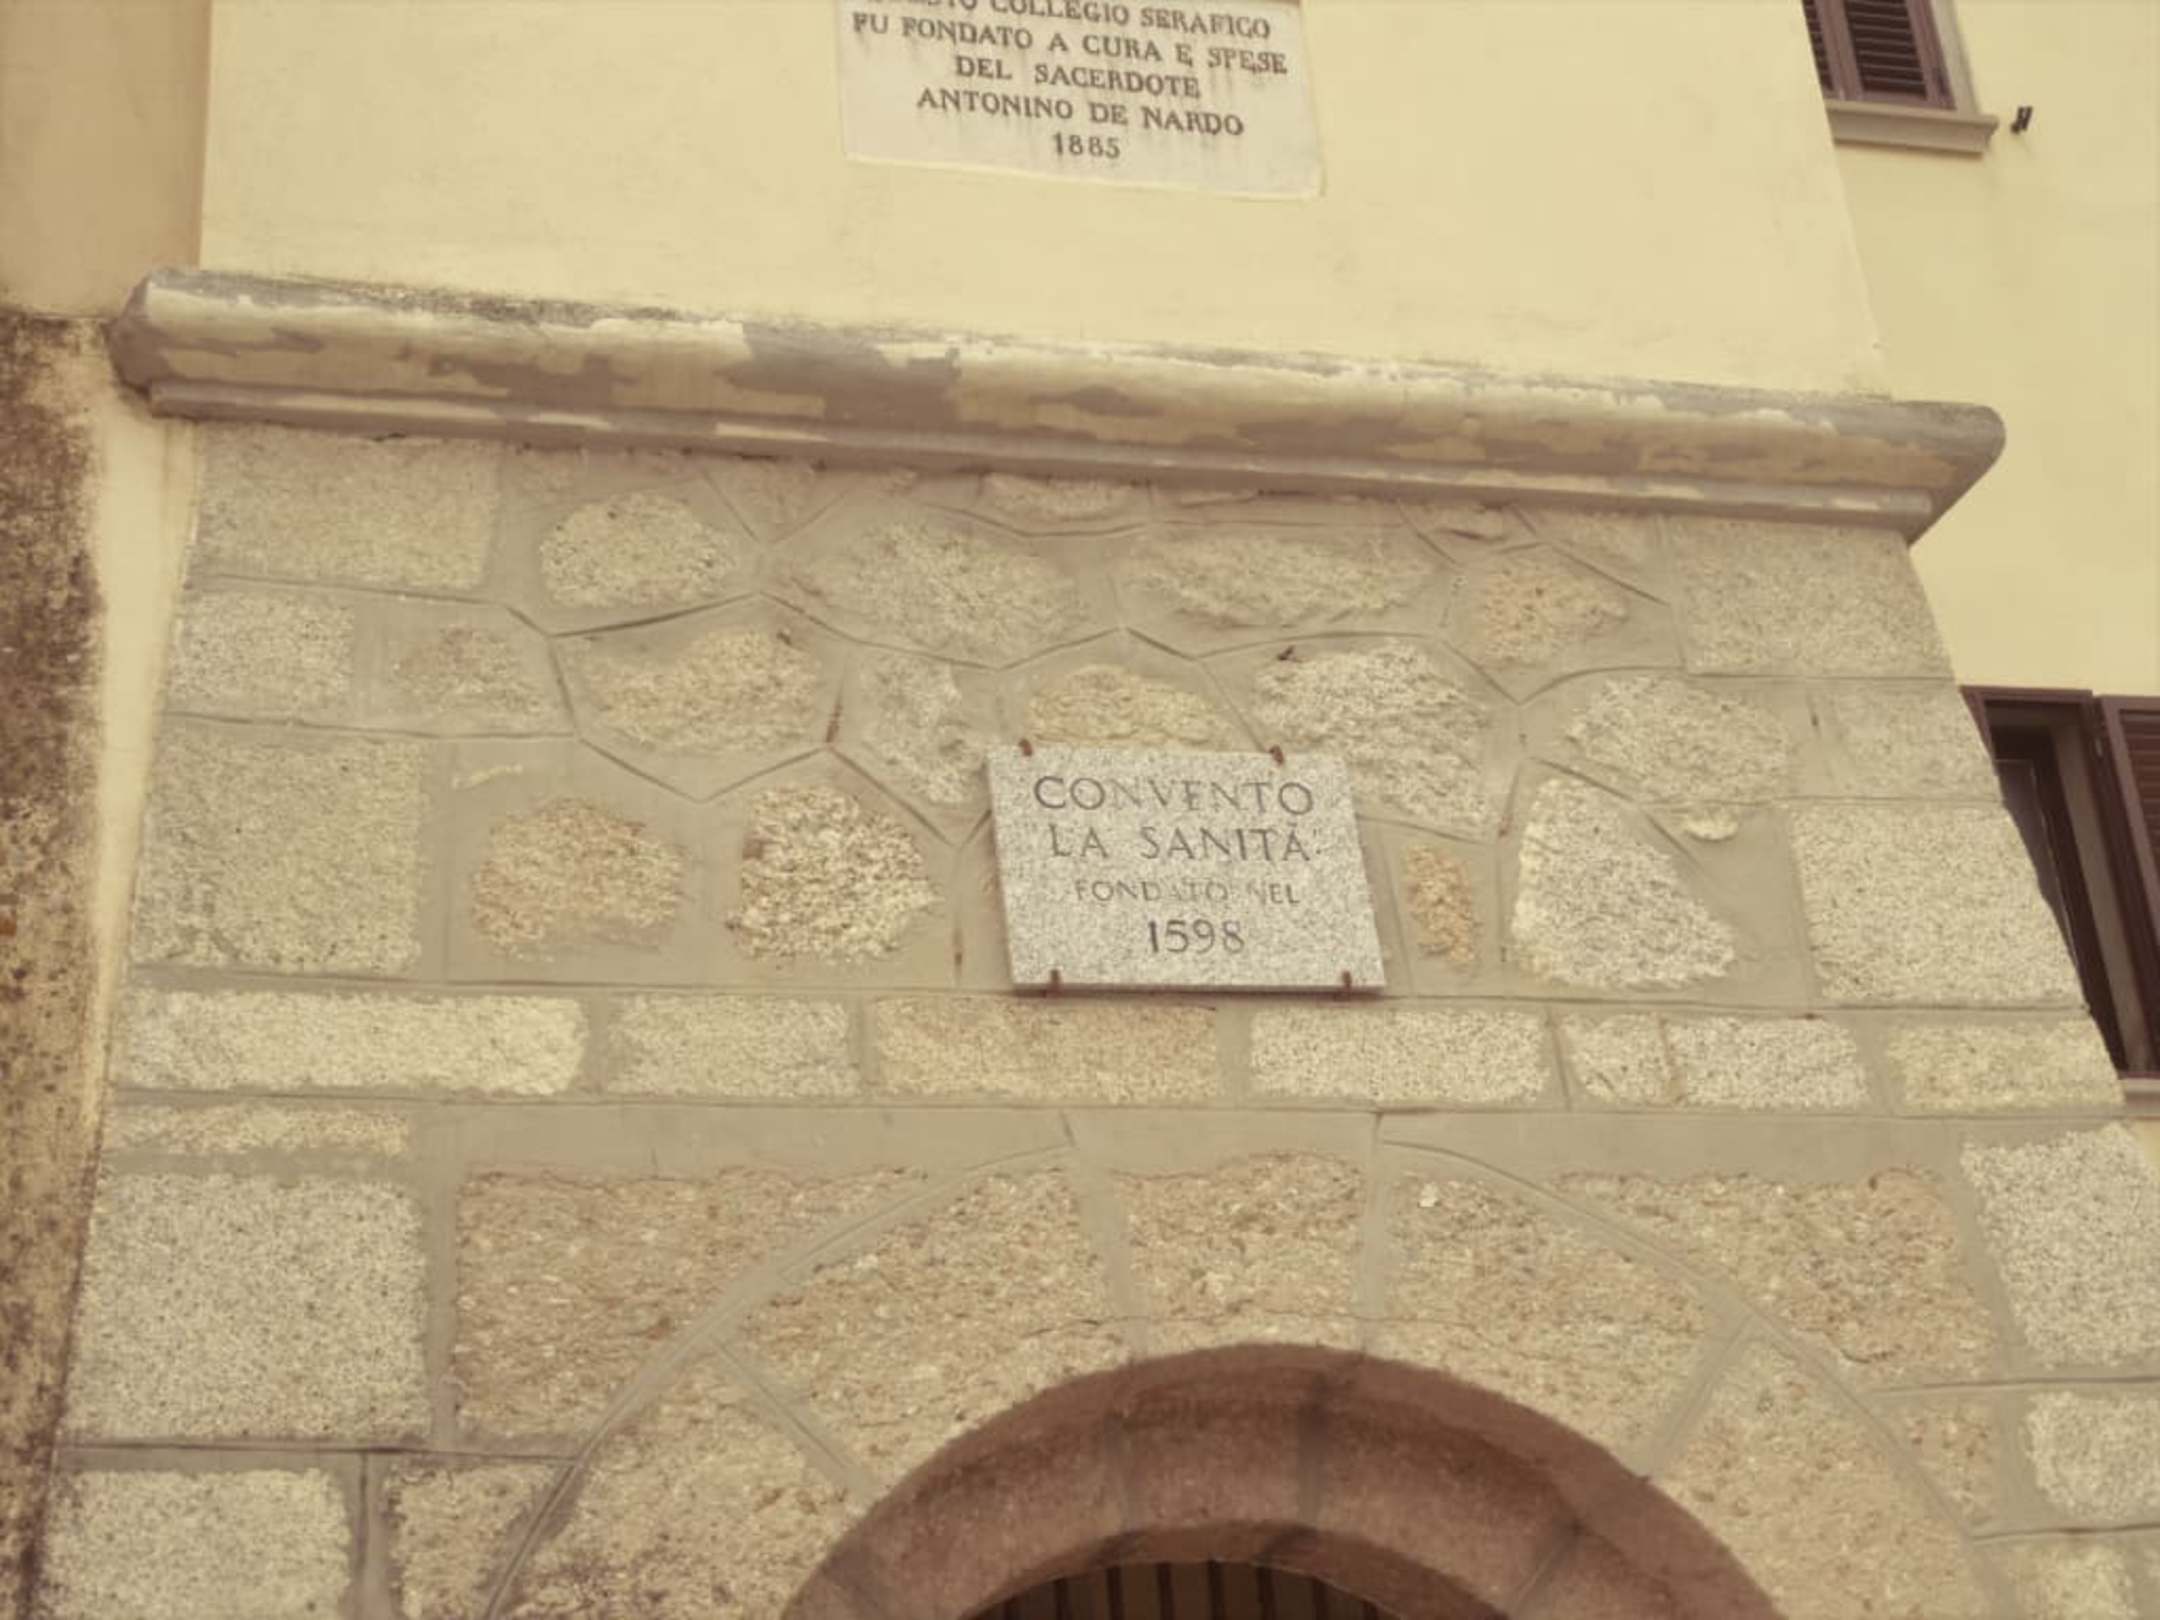 COLLEGIO SERAFICO
FU FONDATO A CURA E SPESE
DEL SACERDOTE
ANTONINO DE NARDO
1885
CONVENTO
LA SANITÀ
FONDATO NEL
1598